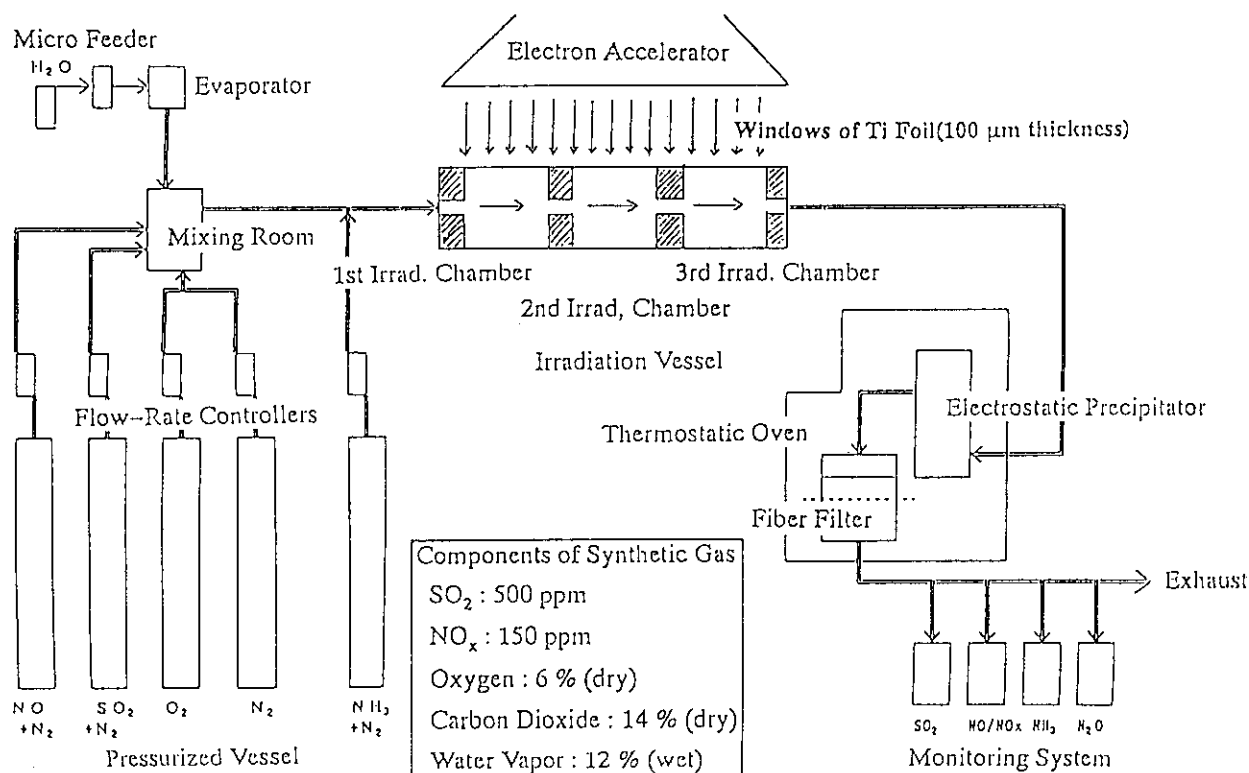 Micro Feeder
H₂O
Evaporator
Electron Accelerator
Windows of Ti Foil(100 μm thickness)
Mixing Room
1st Irrad. Chamber
3rd Irrad. Chamber
2nd Irrad, Chamber
Irradiation Vessel
Flow-Rate Controllers
Electrostatic Precipitator
Thermostatic Oven
Fiber Filter
Components of Synthetic Gas
SO₂ : 500 ppm
NOₓ : 150 ppm
Oxygen : 6 % (dry)
Carbon Dioxide : 14 % (dry)
Water Vapor : 12 % (wet)
Exhaust
NO
+N₂
SO₂
+N₂
O₂
N₂
NH₃
+N₂
Pressurized Vessel
SO₂
NO/NOx
NH₃
N₂O
Monitoring System